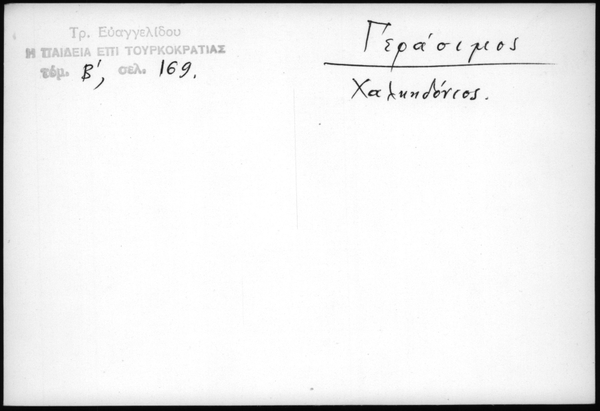 Τρ. Εὐαγγελίδου
Η ΠΑΙΔΕΙΑ ΕΠΙ ΤΟΥΡΚΟΚΡΑΤΙΑΣ
τόμ. Β', σελ. 169.
Γεράσιμος
Χαλκηδόνιος.